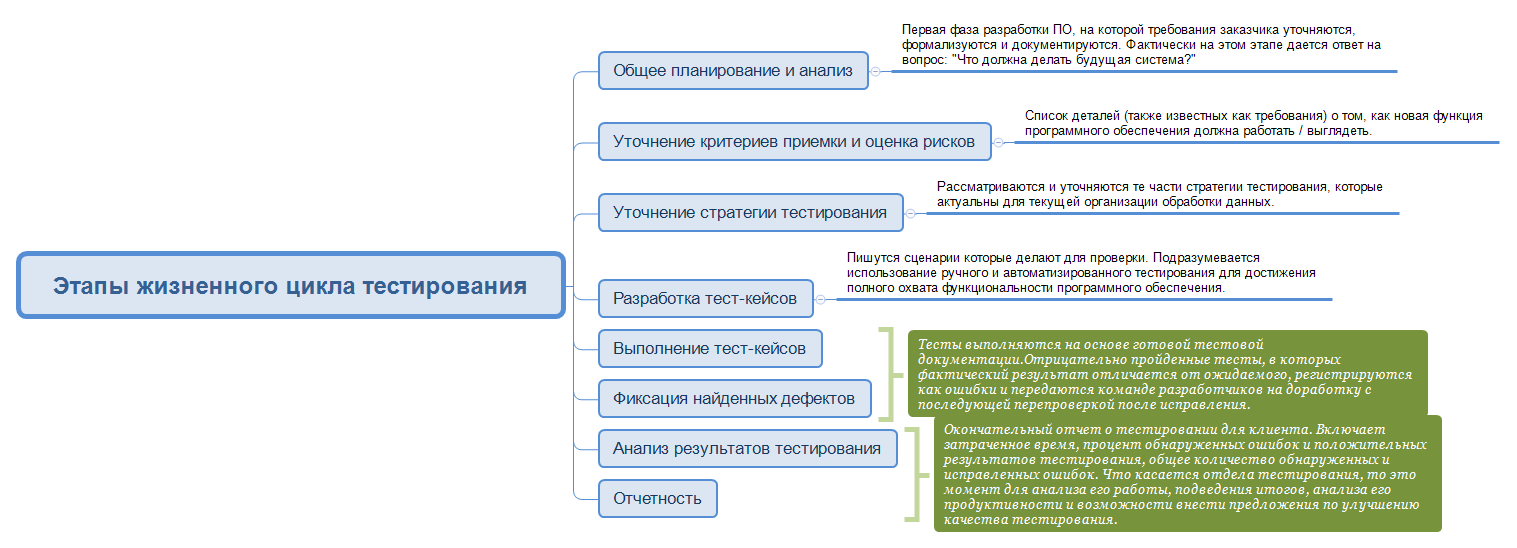 Этапы жизненного цикла тестирования
Общее планирование и анализ
Первая фаза разработки ПО, на которой требования заказчика уточняются,
формализуются и документируются. Фактически на этом этапе дается ответ на
вопрос: "Что должна делать будущая система?"
Уточнение критериев приемки и оценка рисков
Список деталей (также известных как требования) о том, как новая функция
программного обеспечения должна работать / выглядеть.
Уточнение стратегии тестирования
Рассматриваются и уточняются те части стратегии тестирования, которые
актуальны для текущей организации обработки данных.
Разработка тест-кейсов
Пишутся сценарии которые делают для проверки. Подразумевается
использование ручного и автоматизированного тестирования для достижения
полного охвата функциональности программного обеспечения.
Выполнение тест-кейсов
Фиксация найденных дефектов
Тесты выполняются на основе готовой тестовой
документации.Отрицательно пройденные тесты, в которых
фактический результат отличается от ожидаемого, регистрируются
как ошибки и передаются команде разработчиков на доработку с
последующей перепроверкой после исправления.
Анализ результатов тестирования
Отчетность
Окончательный отчет о тестировании для клиента. Включает
затраченное время, процент обнаруженных ошибок и положительных
результатов тестирования, общее количество обнаруженных и
исправленных ошибок. Что касается отдела тестирования, то это
момент для анализа его работы, подведения итогов, анализа его
продуктивности и возможности внести предложения по улучшению
качества тестирования.